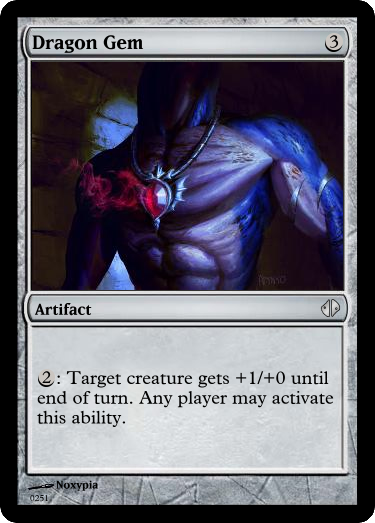 Dragon Gem 3
Artifact
2: Target creature gets +1/+0 until
end of turn. Any player may activate
this ability.
Noxypia
0251